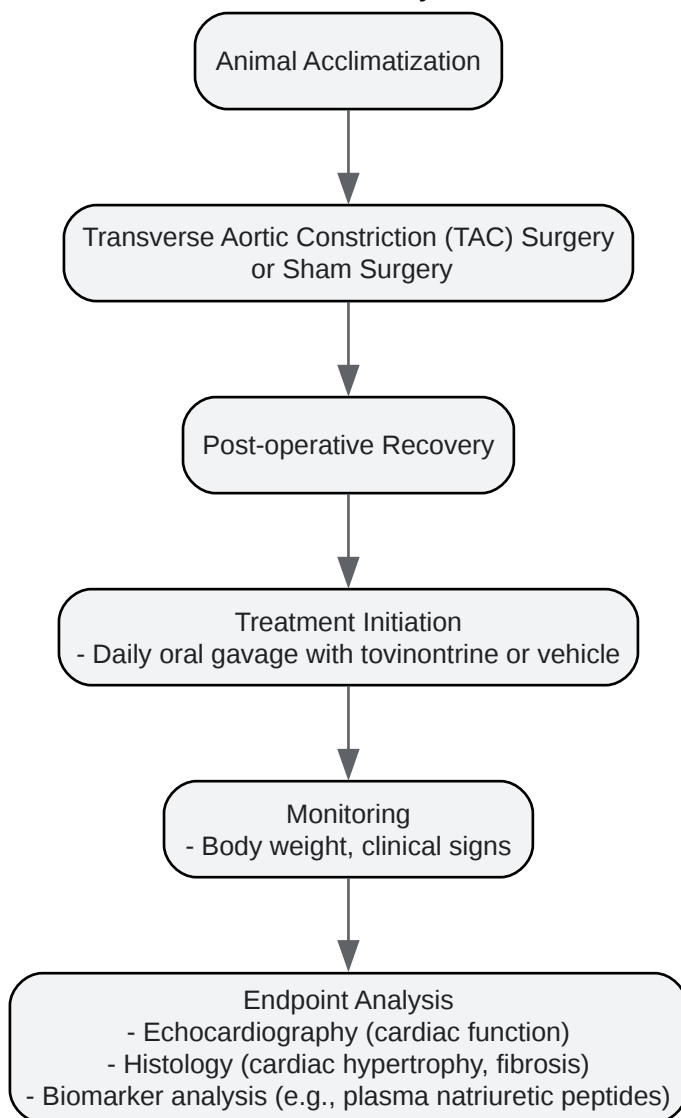 Animal Acclimatization
Transverse Aortic Constriction (TAC) Surgery
or Sham Surgery
Post-operative Recovery
Treatment Initiation
- Daily oral gavage with tovinontrine or vehicle
Monitoring
- Body weight, clinical signs
Endpoint Analysis
- Echocardiography (cardiac function)
- Histology (cardiac hypertrophy, fibrosis)
- Biomarker analysis (e.g., plasma natriuretic peptides)